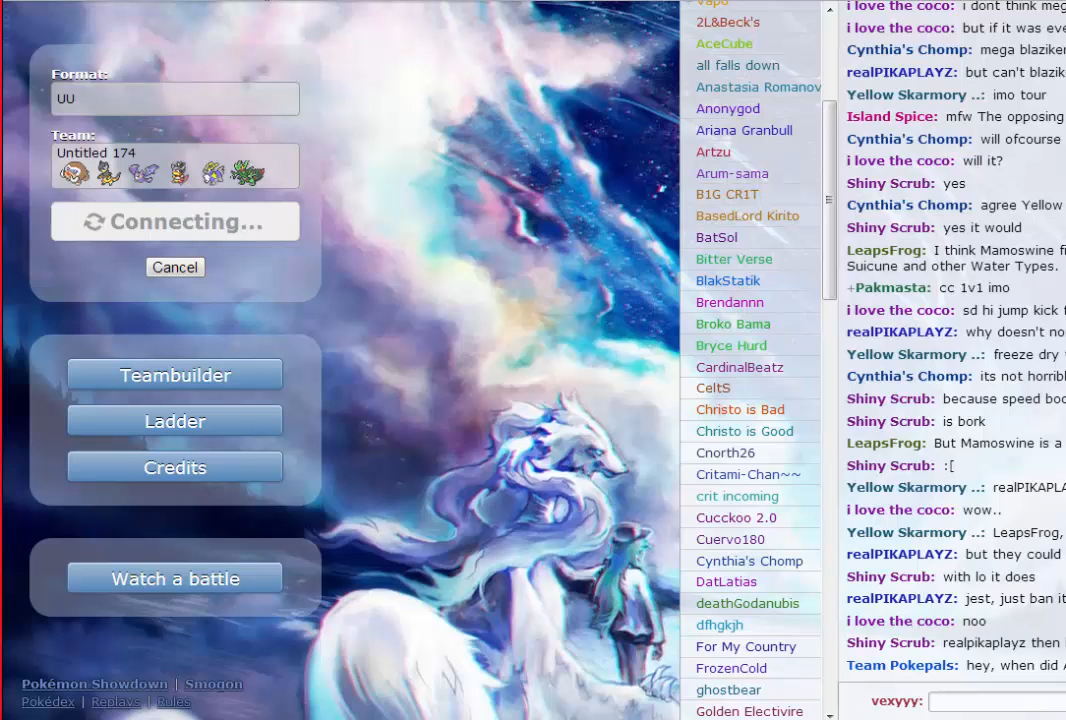 Format:
UU
Team:
Untitled 174
Connecting...
Cancel
Teambuilder
Ladder
Credits
Watch a battle
Pokémon Showdown | Smogon
Pokédex | Replays | Rules
Vapo
2L&Beck's
AceCube
all falls down
Anastasia Romanov
Anonygod
Ariana Granbull
Artzu
Arum-sama
B1G CR1T
BasedLord Kirito
BatSol
Bitter Verse
BlakStatik
Brendannn
Broko Bama
Bryce Hurd
CardinalBeatz
CeltS
Christo is Bad
Christo is Good
Cnorth26
Critami-Chan~~
crit incoming
Cucckoo 2.0
Cuervo180
Cynthia's Chomp
DatLatias
deathGodanubis
dfhgkjh
For My Country
FrozenCold
ghostbear
Golden Electivire
i love the coco: i dont think meg
i love the coco: but if it was eve
Cynthia's Chomp: mega blaziken
realPIKAPLAYZ: but can't blazik
Yellow Skarmory ..: imo tour
Island Spice: mfw The opposing
Cynthia's Chomp: will ofcourse
i love the coco: will it?
Shiny Scrub: yes
Cynthia's Chomp: agree Yellow
Shiny Scrub: yes it would
LeapsFrog: I think Mamoswine fi
Suicune and other Water Types.
+Pakmasta: cc 1v1 imo
i love the coco: sd hi jump kick f
realPIKAPLAYZ: why doesn't no
Yellow Skarmory ..: freeze dry
Cynthia's Chomp: its not horribl
Shiny Scrub: because speed boo
Shiny Scrub: is bork
LeapsFrog: But Mamoswine is a
Shiny Scrub: :[
Yellow Skarmory ..: realPIKAPLA
i love the coco: wow..
Yellow Skarmory ..: LeapsFrog,
realPIKAPLAYZ: but they could
Shiny Scrub: with lo it does
realPIKAPLAYZ: jest, just ban it
i love the coco: noo
Shiny Scrub: realpikaplayz then
Team Pokepals: hey, when did A
vexyyy: